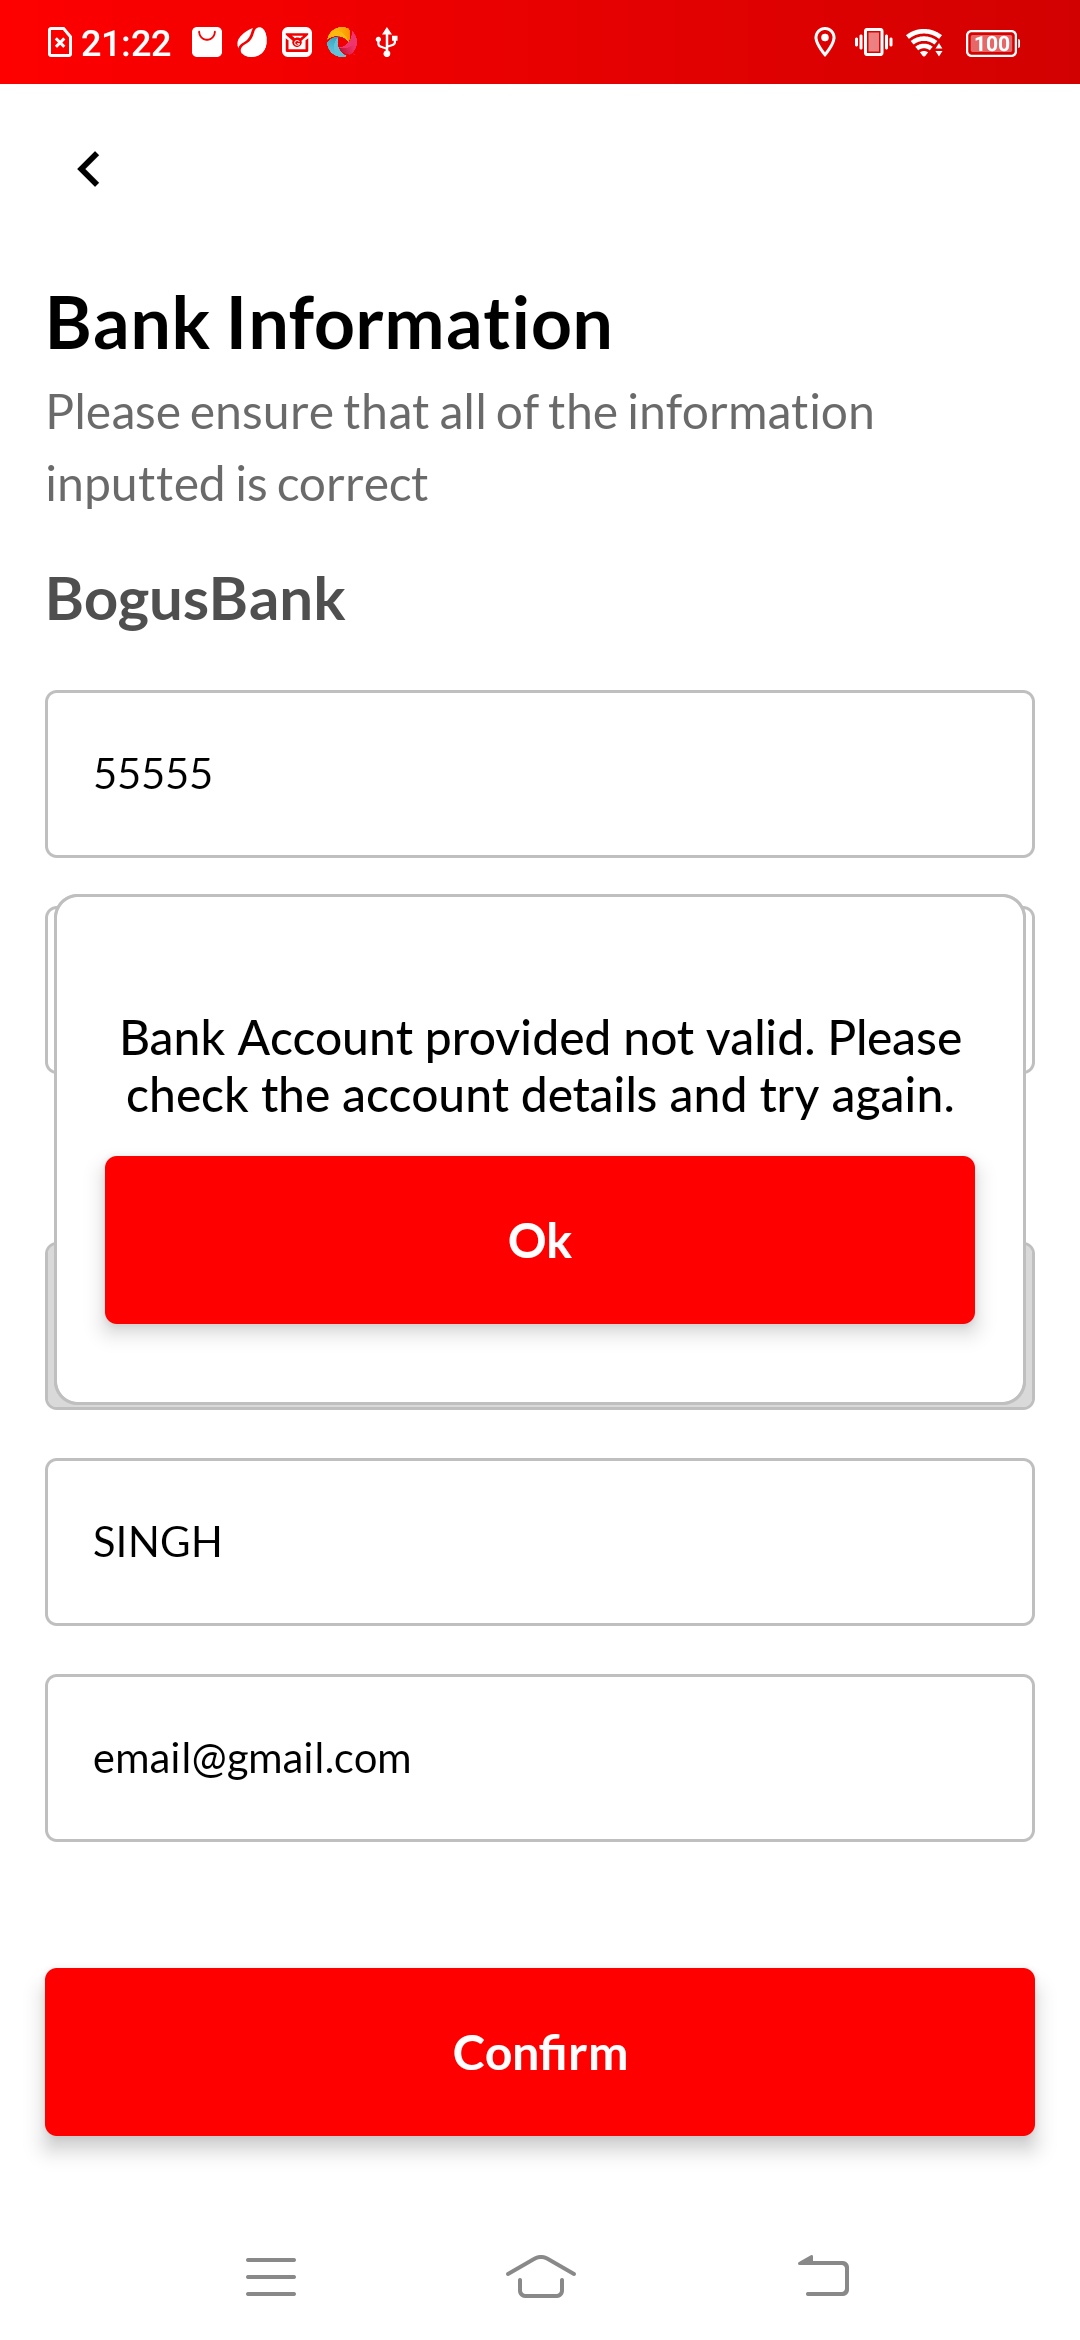 21:22
100
Bank Information
Please ensure that all of the information
inputted is correct
BogusBank
55555
Bank Account provided not valid. Please
check the account details and try again.
Ok
SINGH
email@gmail.com
Confirm